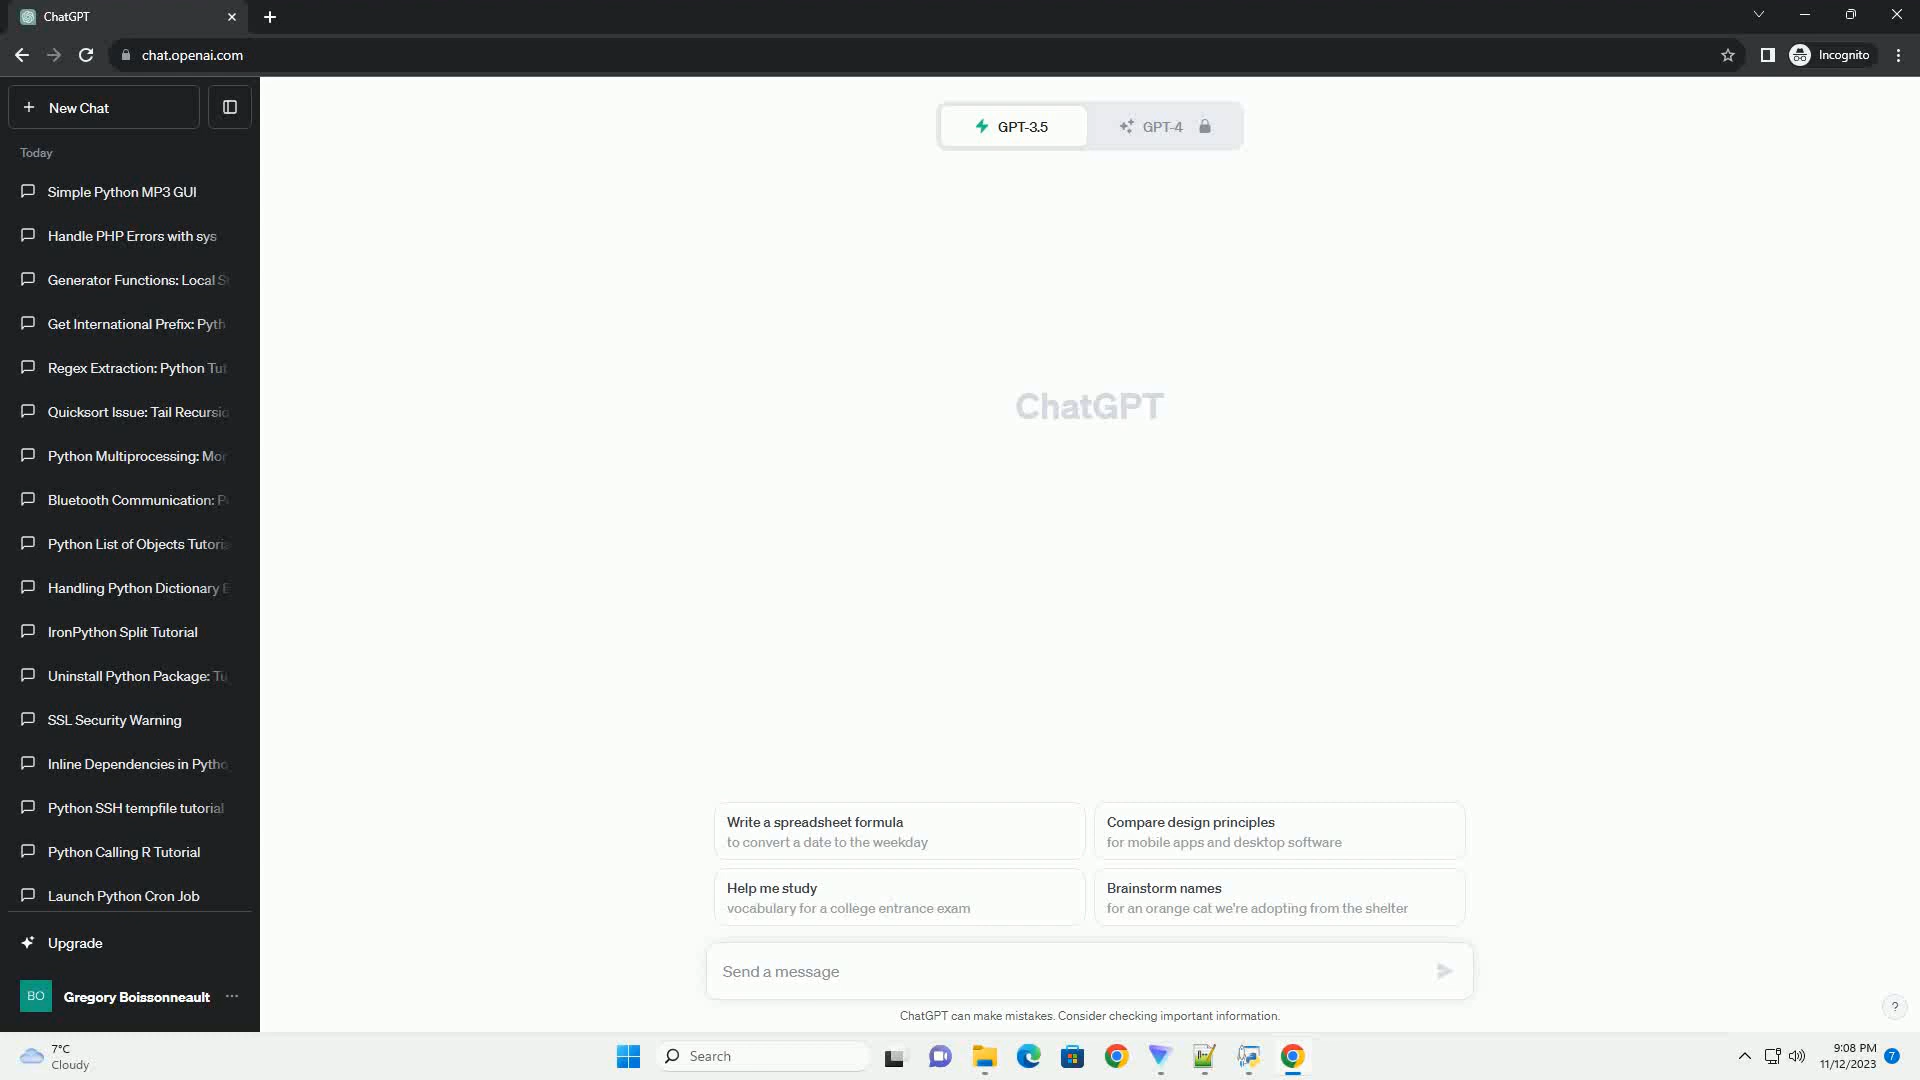 ChatGPT
chat.openai.com
Incognito
New Chat
GPT-3.5
GPT-4
Today
Simple Python MP3 GUI
Handle PHP Errors with sys
Generator Functions: Local
Get International Prefix: Pyth
Regex Extraction: Python Tut
Quicksort Issue: Tail Recursio
Python Multiprocessing: Mor
Bluetooth Communication:
Python List of Objects Tutoria
Handling Python Dictionary E
IronPython Split Tutorial
Uninstall Python Package: Tu
SSL Security Warning
Inline Dependencies in Pytho
Python SSH tempfile tutorial
Python Calling R Tutorial
Launch Python Cron Job
Upgrade
BO Gregory Boissonneault
ChatGPT
Write a spreadsheet formula
to convert a date to the weekday
Compare design principles
for mobile apps and desktop software
Help me study
vocabulary for a college entrance exam
Brainstorm names
for an orange cat we're adopting from the shelter
Send a message
ChatGPT can make mistakes. Consider checking important information.
?
7°C
Cloudy
Search
9:08 PM
11/12/2023
7